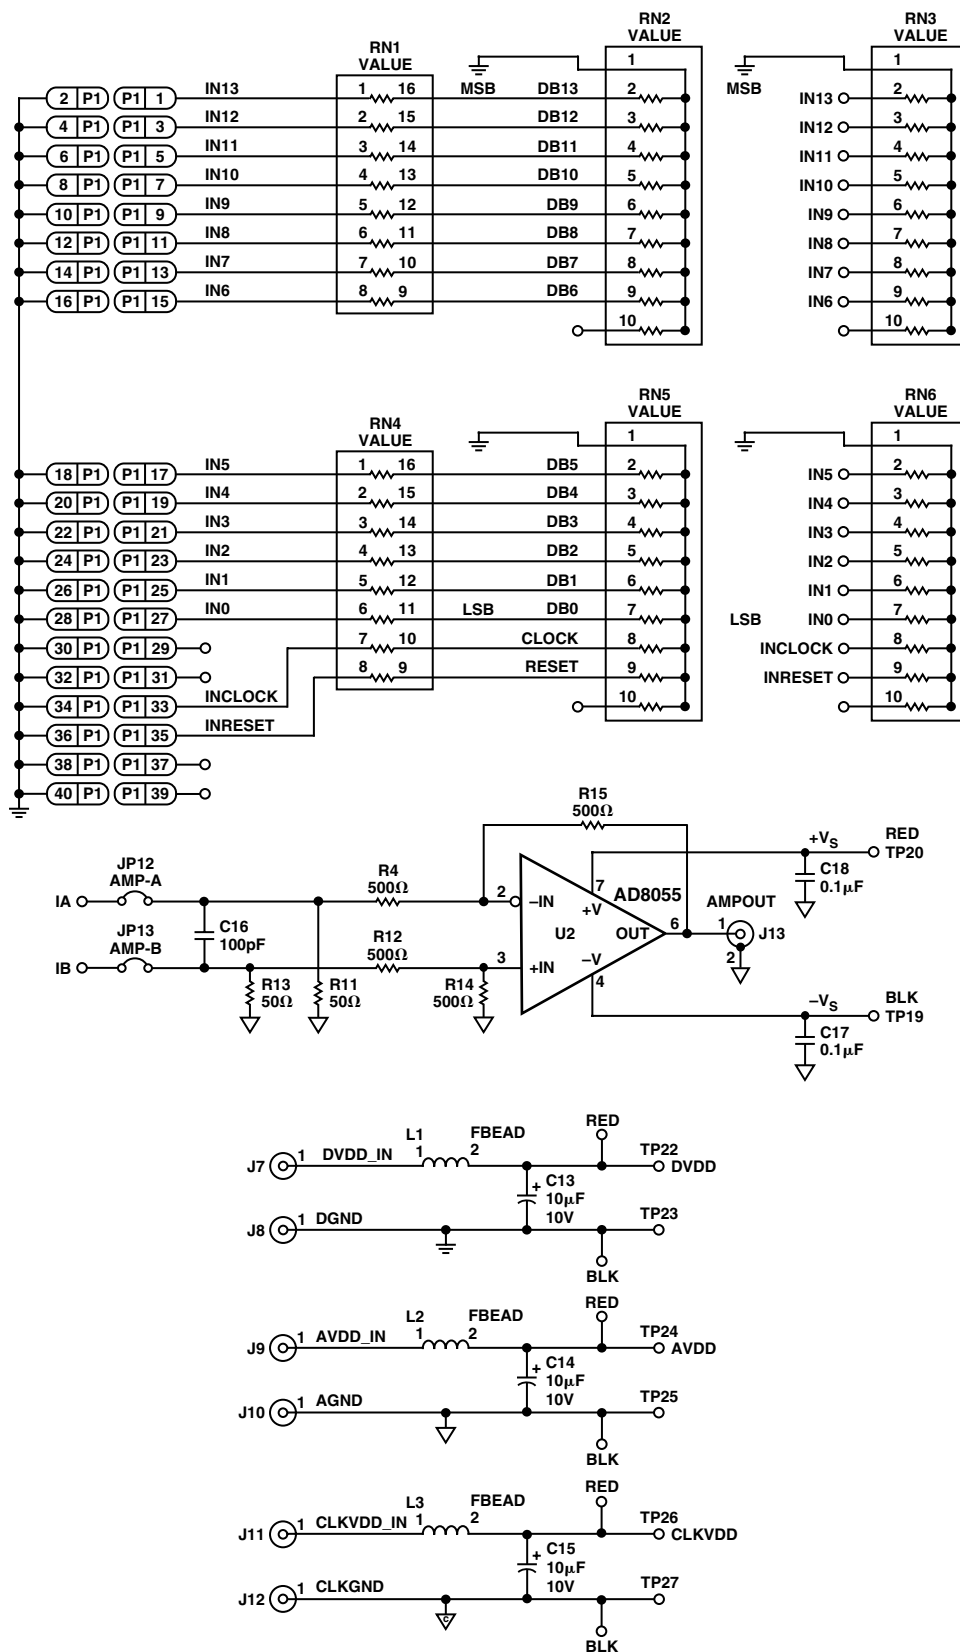 RN2
VALUE
RN3
VALUE
RN1
VALUE
1
1
2 P1 P1 1 IN13 1 16 MSB DB13 2 MSB IN13 2
4 P1 P1 3 IN12 2 15 DB12 3 IN12 3
6 P1 P1 5 IN11 3 14 DB11 4 IN11 4
8 P1 P1 7 IN10 4 13 DB10 5 IN10 5
10 P1 P1 9 IN9 5 12 DB9 6 IN9 6
12 P1 P1 11 IN8 6 11 DB8 7 IN8 7
14 P1 P1 13 IN7 7 10 DB7 8 IN7 8
16 P1 P1 15 IN6 8 9 DB6 9 IN6 9
10 10
RN5
VALUE
RN6
VALUE
RN4
VALUE
1
1
18 P1 P1 17 IN5 1 16 DB5 2 IN5 2
20 P1 P1 19 IN4 2 15 DB4 3 IN4 3
22 P1 P1 21 IN3 3 14 DB3 4 IN3 4
24 P1 P1 23 IN2 4 13 DB2 5 IN2 5
26 P1 P1 25 IN1 5 12 DB1 6 IN1 6
28 P1 P1 27 IN0 6 11 LSB DB0 7 LSB IN0 7
30 P1 P1 29 7 10 CLOCK 8 INCLOCK 8
32 P1 P1 31 8 9 RESET 9 INRESET 9
34 P1 P1 33 INCLOCK 10 10
36 P1 P1 35 INRESET
38 P1 P1 37
40 P1 P1 39
R15
500Ω
+VS
RED
TP20
JP12
AMP-A
IA
R4
500Ω
C18
0.1μF
2
–IN
7
+V
AD8055
AMPOUT
C16
100pF
JP13
AMP-B
IB
R12
500Ω
U2
OUT
6
1
J13
2
3
+IN
–V
4
R13
50Ω
R11
50Ω
R14
500Ω
–VS
BLK
TP19
C17
0.1μF
RED
J7 1 DVDD_IN L1 1 FBEAD 2 TP22
DVDD
C13
10μF
10V
+
J8 1 DGND TP23
BLK
RED
J9 1 AVDD_IN L2 1 FBEAD 2 TP24
AVDD
C14
10μF
10V
+
J10 1 AGND TP25
BLK
RED
J11 1 CLKVDD_IN L3 1 FBEAD 2 TP26
CLKVDD
C15
10μF
10V
+
J12 1 CLKGND TP27
C
BLK